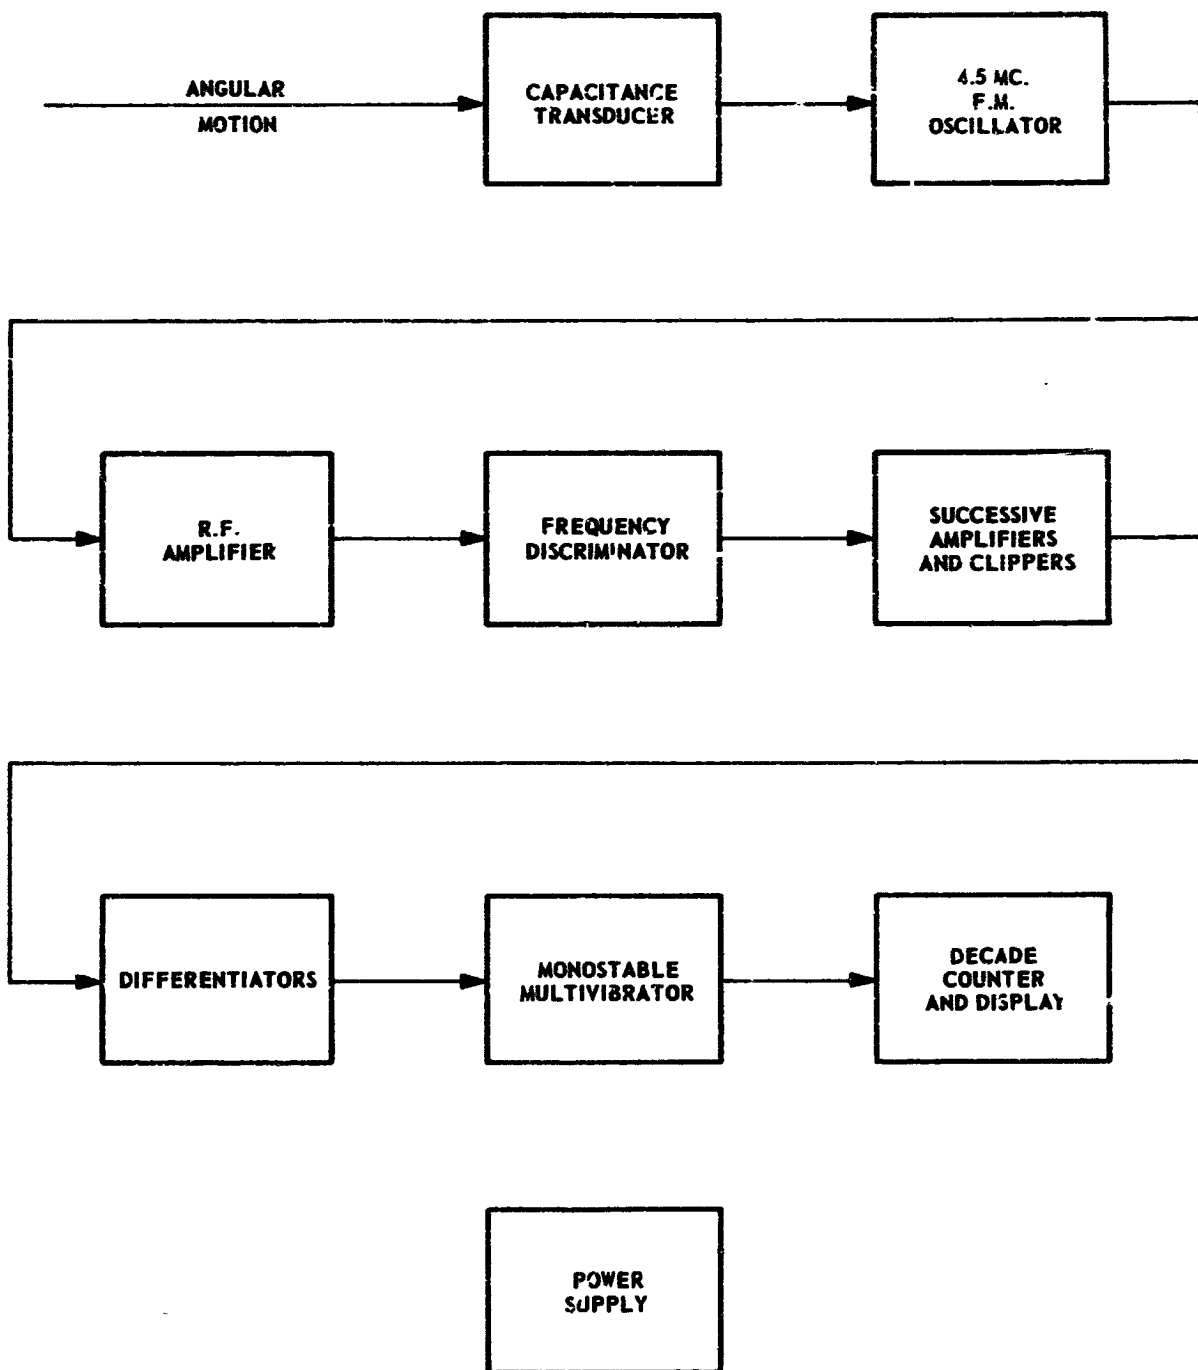 ANGULAR
MOTION
CAPACITANCE
TRANSDUCER
4.5 MC.
F.M.
OSCILLATOR
R.F.
AMPLIFIER
FREQUENCY
DISCRIMINATOR
SUCCESSIVE
AMPLIFIERS
AND CLIPPERS
DIFFERENTIATORS
MONOSTABLE
MULTIVIBRATOR
DECADE
COUNTER
AND DISPLAY
POWER
SUPPLY